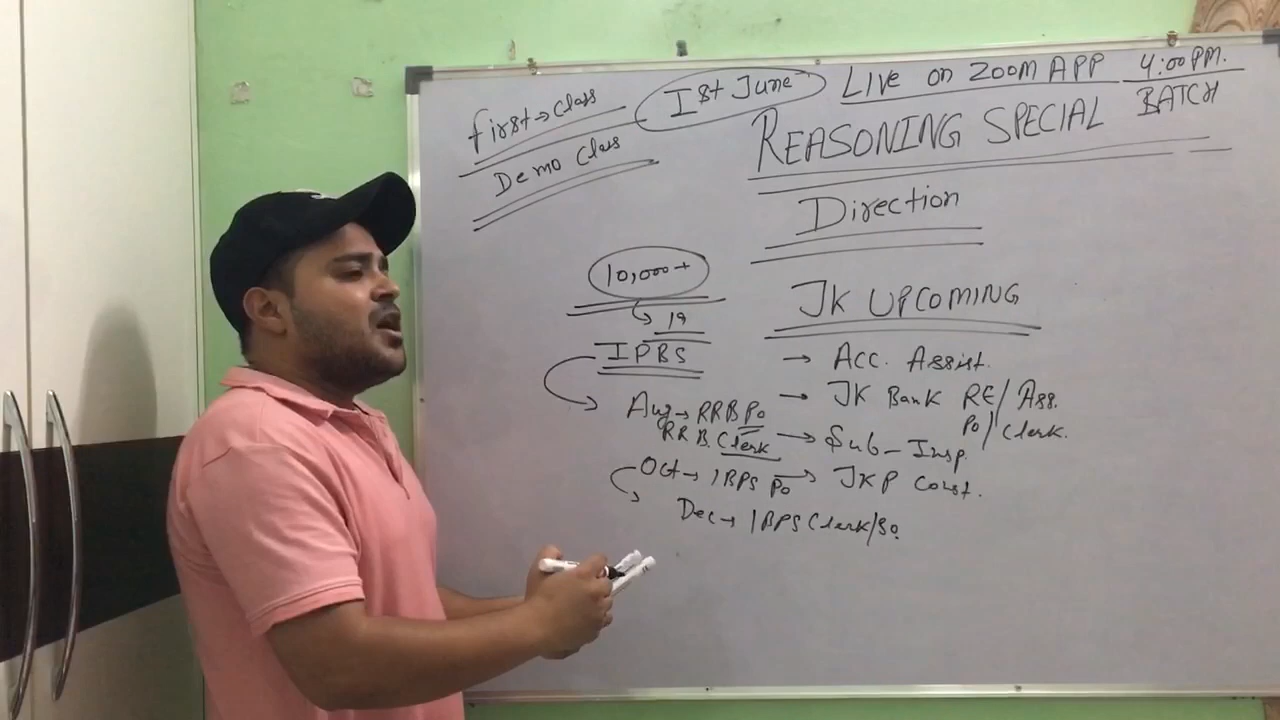 First → Class
Demo Class
Ist June
LIVE on ZOOM APP 4:00 PM.
BATCH
REASONING SPECIAL
Direction
10,000+
19
IPBS
Aug → RRB Po
RRB. Clerk
Oct → IBPS Po
Dec → IBPS Clerk/So.
JK UPCOMING
→ Acc. Assist.
→ JK Bank RE/Ass.
Po/Clerk.
→ Sub-Insp.
→ JKP Const.